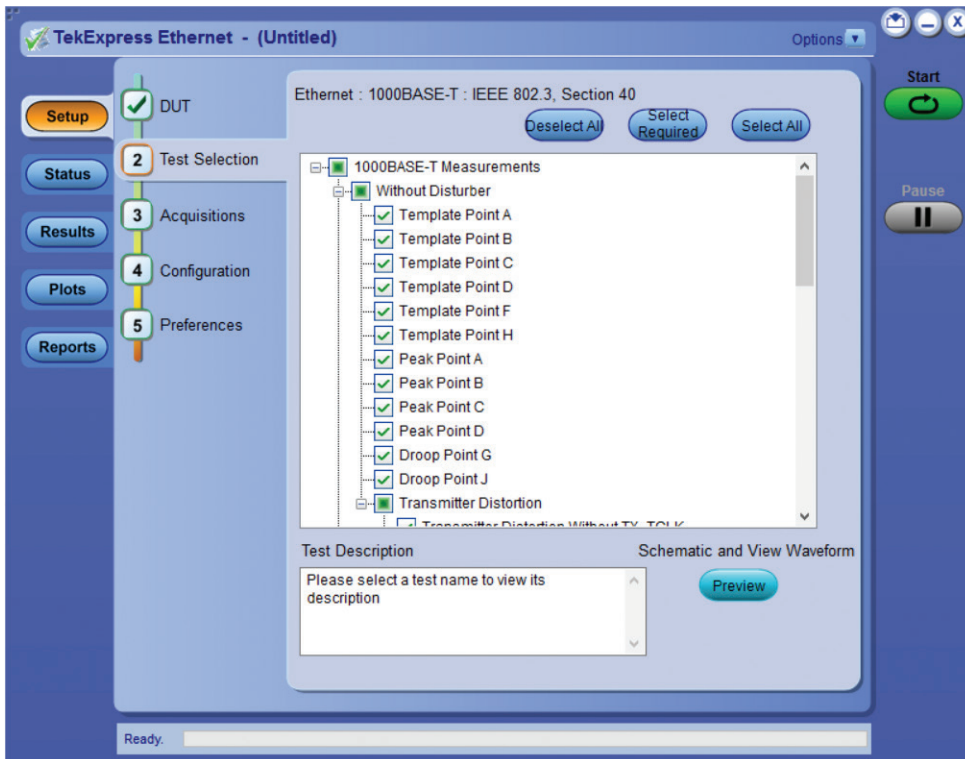 TekExpress Ethernet - (Untitled)
Options
X
Start
Pause
Setup
Status
Results
Plots
Reports
DUT
2 Test Selection
3 Acquisitions
4 Configuration
5 Preferences
Ethernet : 1000BASE-T : IEEE 802.3, Section 40
Deselect All
Select
Required
Select All
1000BASE-T Measurements
Without Disturber
Template Point A
Template Point B
Template Point C
Template Point D
Template Point F
Template Point H
Peak Point A
Peak Point B
Peak Point C
Peak Point D
Droop Point G
Droop Point J
Transmitter Distortion
Transmitter Distortion Without TX_TCLK
Test Description
Please select a test name to view its
description
Schematic and View Waveform
Preview
Ready.